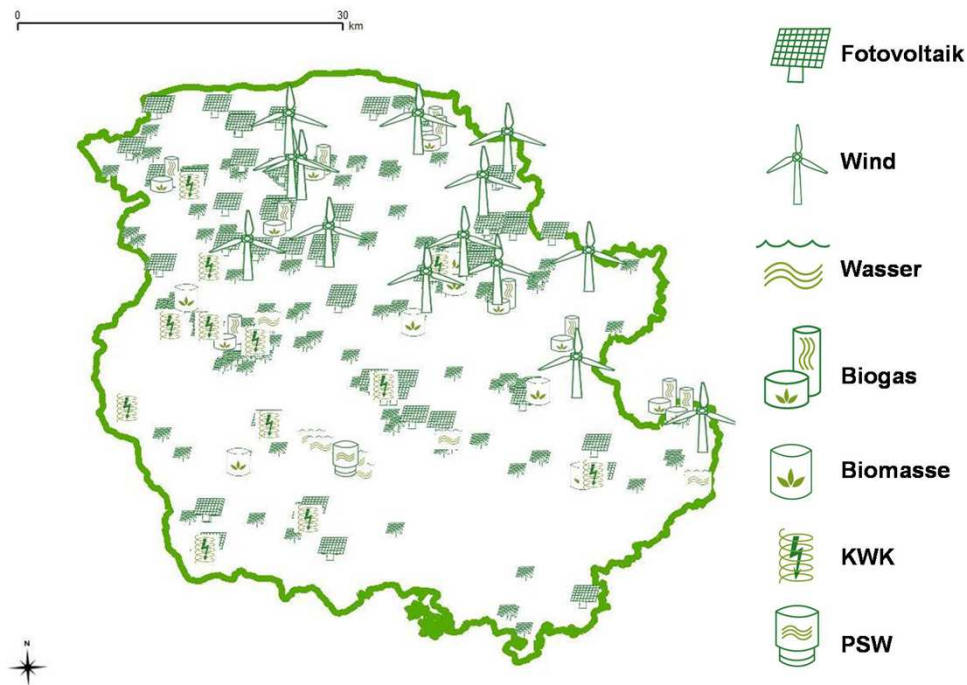 0 30
km
Fotovoltaik
Wind
Wasser
Biogas
Biomasse
KWK
PSW
N